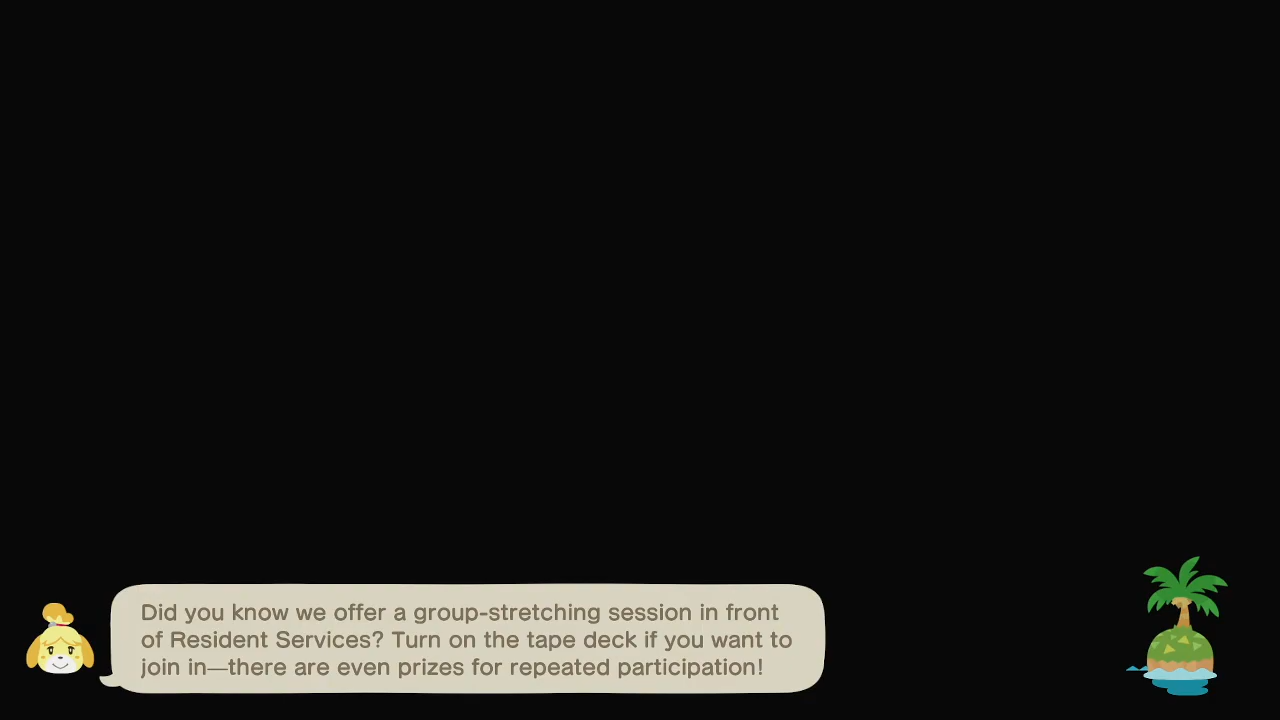 Did you know we offer a group-stretching session in front
of Resident Services? Turn on the tape deck if you want to
join in—there are even prizes for repeated participation!